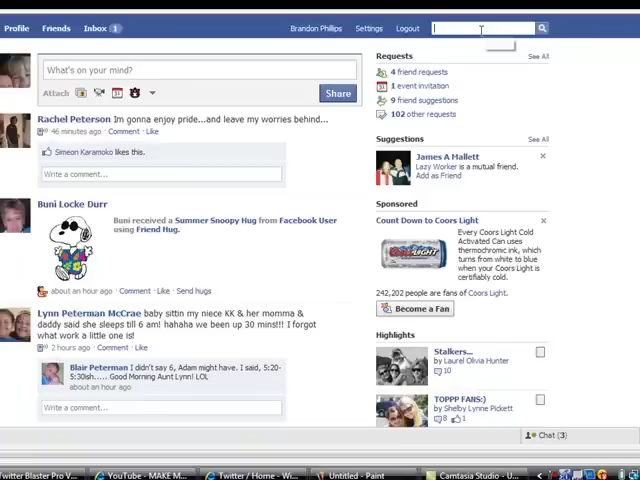 Profile Friends Inbox 1 Brandon Phillips Settings Logout
What's on your mind?
Attach Share
Rachel Peterson Im gonna enjoy pride...and leave my worries behind...
46 minutes ago · Comment · Like
Simeon Karamoko likes this.
Write a comment...
Buni Locke Durr
Buni received a Summer Snoopy Hug from Facebook User
using Friend Hug.
about an hour ago · Comment · Like · Send hugs
Lynn Peterman McCrae baby sittin my niece KK & her momma &
daddy said she sleeps till 6 am! hahaha we been up 30 mins!!! I forgot
what work a little one is!
2 hours ago · Comment · Like
Blair Peterman I didn't say 6, Adam might have. I said, 5:20-
5:30ish..... Good Morning Aunt Lynn! LOL
about an hour ago
Write a comment...
Requests See All
4 friend requests
1 event invitation
9 friend suggestions
102 other requests
Suggestions See All
James A Mallett
Lazy Worker is a mutual friend.
Add as Friend
Sponsored
Count Down to Coors Light
Every Coors Light Cold
Activated Can uses
thermochromic ink, which
turns from white to
blue when your Coors
Light is certifiably cold.
242,202 people are fans of Coors Light.
Become a Fan
Highlights
Stalkers...
by Laurel Olivia Hunter
10
TOPPP FANS:)
by Shelby Lynne Pickett
8 1
Chat (3)
Twitter Blaster Pro V... YouTube - MAKE M... Twitter / Home - Wi... Untitled - Paint Camtasia Studio - U...